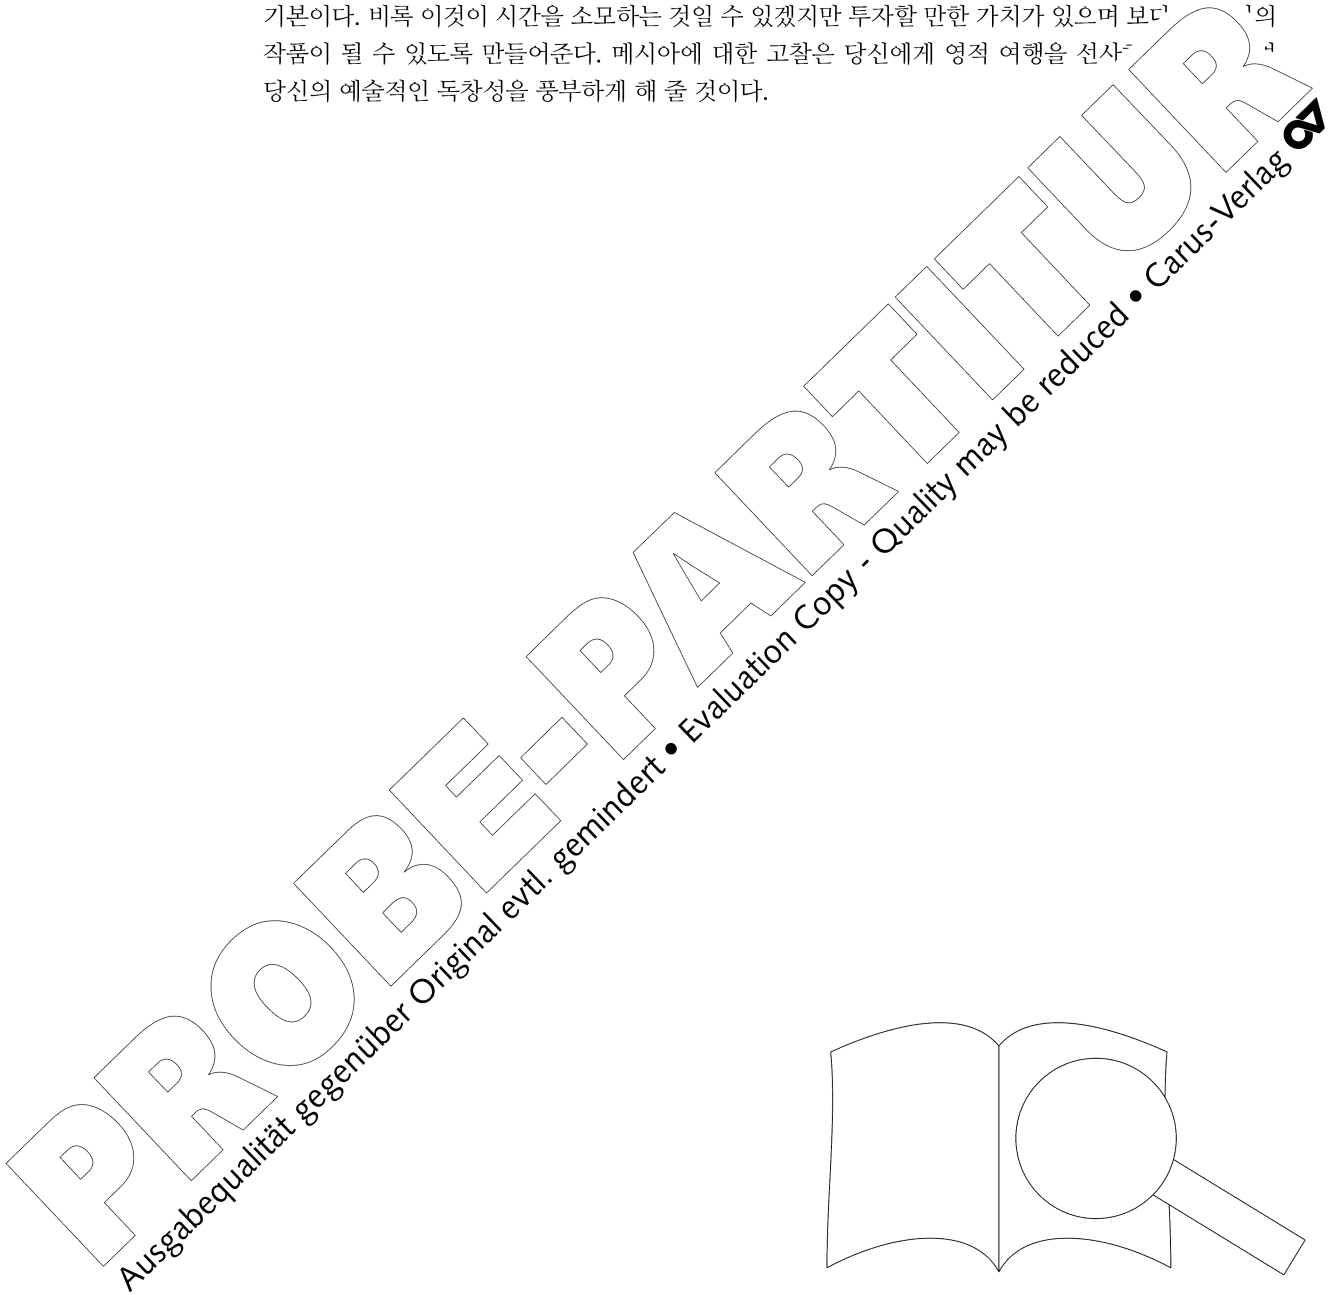 기본이다. 비록 이것이 시간을 소모하는 것일 수 있겠지만 투자할 만한 가치가 있으며
작품이 될 수 있도록 만들어준다. 메시아에 대한 고찰은 당신에게 영적 여행을
당신의 예술적인 독창성을 풍부하게 해 줄 것이다.
PROBE-PARTITUR
Ausgabequalität gegenüber Original evtl. gemindert • Evaluation Copy - Quality may be reduced • Carus-Verlag